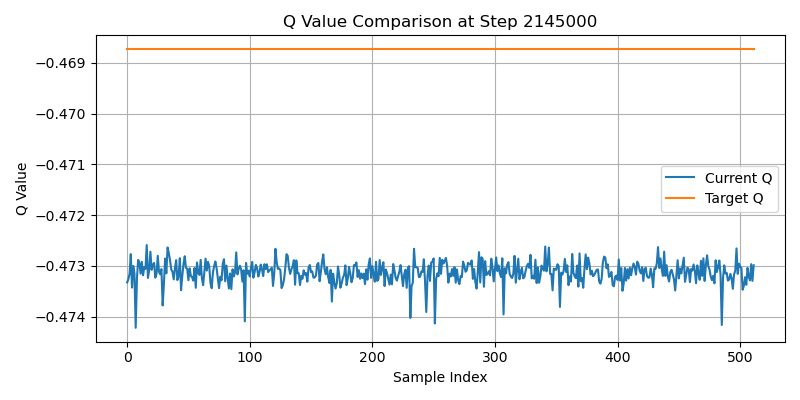 Q Value Comparison at Step 2145000
Q Value
−0.469
−0.470
−0.471
−0.472
−0.473
−0.474
Current Q
Target Q
0
100
200
300
400
500
Sample Index